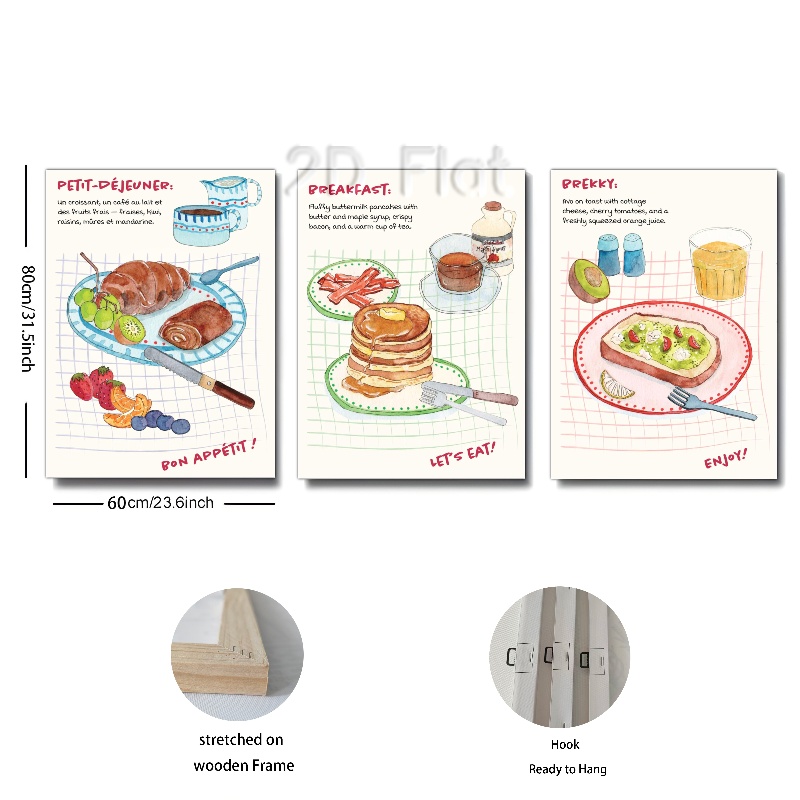 2D Flat
PETIT-DÉJEUNER:
Un croissant, un café au lait et
des fruits frais — fraises, kiwi,
raisins, mûres et mandarine.
BON APPÉTIT !
BREAKFAST:
Fluffy buttermilk pancakes with
butter and maple syrup, crispy
bacon, and a warm cup of tea.
LET'S EAT!
BREKKY:
Avo on toast with cottage
cheese, cherry tomatoes, and a
freshly squeezed orange juice.
ENJOY!
80cm/31.5inch
60cm/23.6inch
stretched on
wooden Frame
Hook
Ready to Hang